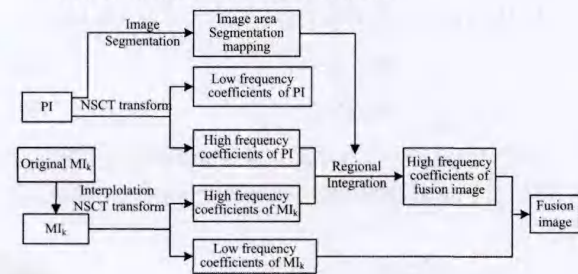 Image
Segmentation
Image area
Segmentation
mapping
PI
NSCT transform
Low frequency
coefficients of PI
High frequency
coefficients of PI
Original MIk
Interplolation
NSCT transform
MIk
High frequency
coefficients of MIk
Low frequency
coefficients of MIk
Regional
Integration
High frequency
coefficients of
fusion image
Fusion
image